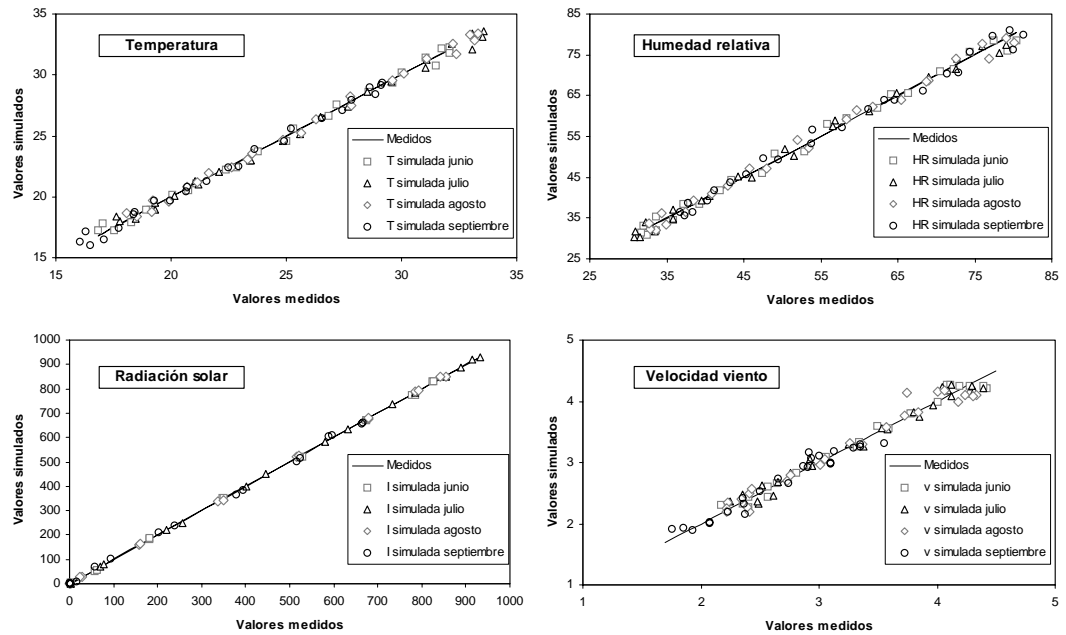 Temperatura
35
30
25
20
15
15 20 25 30 35
Valores simulados
Valores medidos
Medidos
T simulada junio
T simulada julio
T simulada agosto
T simulada septiembre
Humedad relativa
85
75
65
55
45
35
25
25 35 45 55 65 75 85
Valores simulados
Valores medidos
Medidos
HR simulada junio
HR simulada julio
HR simulada agosto
HR simulada septiembre
Radiación solar
1000
900
800
700
600
500
400
300
200
100
0
0 100 200 300 400 500 600 700 800 900 1000
Valores simulados
Valores medidos
Medidos
I simulada junio
I simulada julio
I simulada agosto
I simulada septiembre
Velocidad viento
5
4
3
2
1
1 2 3 4 5
Valores simulados
Valores medidos
Medidos
v simulada junio
v simulada julio
v simulada agosto
v simulada septiembre